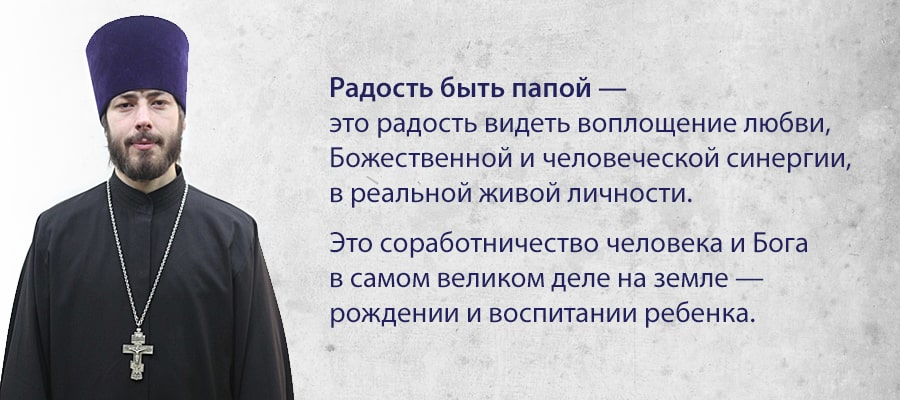 Радость быть папой —
это радость видеть воплощение любви,
Божественной и человеческой синергии,
в реальной живой личности.
Это соработничество человека и Бога
в самом великом деле на земле —
рождении и воспитании ребенка.